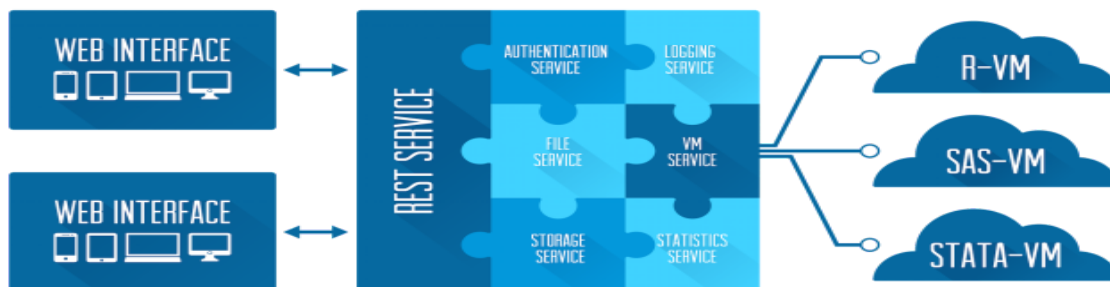 WEB INTERFACE
WEB INTERFACE
REST SERVICE
AUTHENTICATION
SERVICE
LOGGING
SERVICE
FILE
SERVICE
VM
SERVICE
STORAGE
SERVICE
STATISTICS
SERVICE
R-VM
SAS-VM
STATA-VM